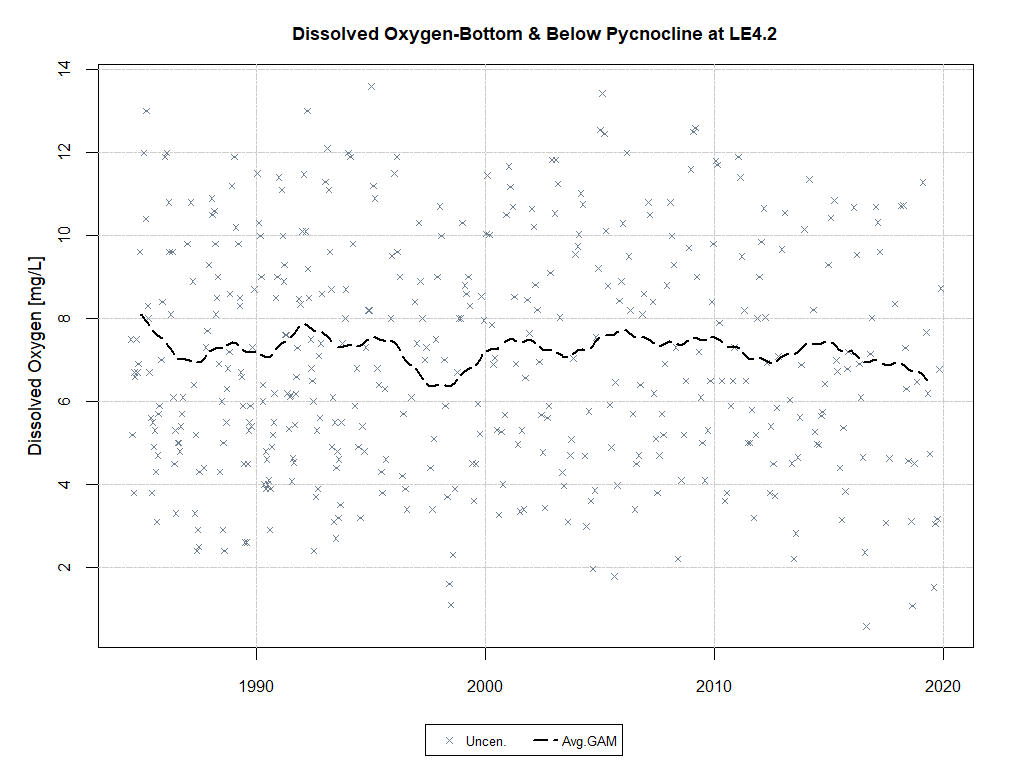 Dissolved Oxygen-Bottom & Below Pycnocline at LE4.2
14
12
10
8
6
4
2
Dissolved Oxygen [mg/L]
1990 2000 2010 2020
Uncen. Avg.GAM